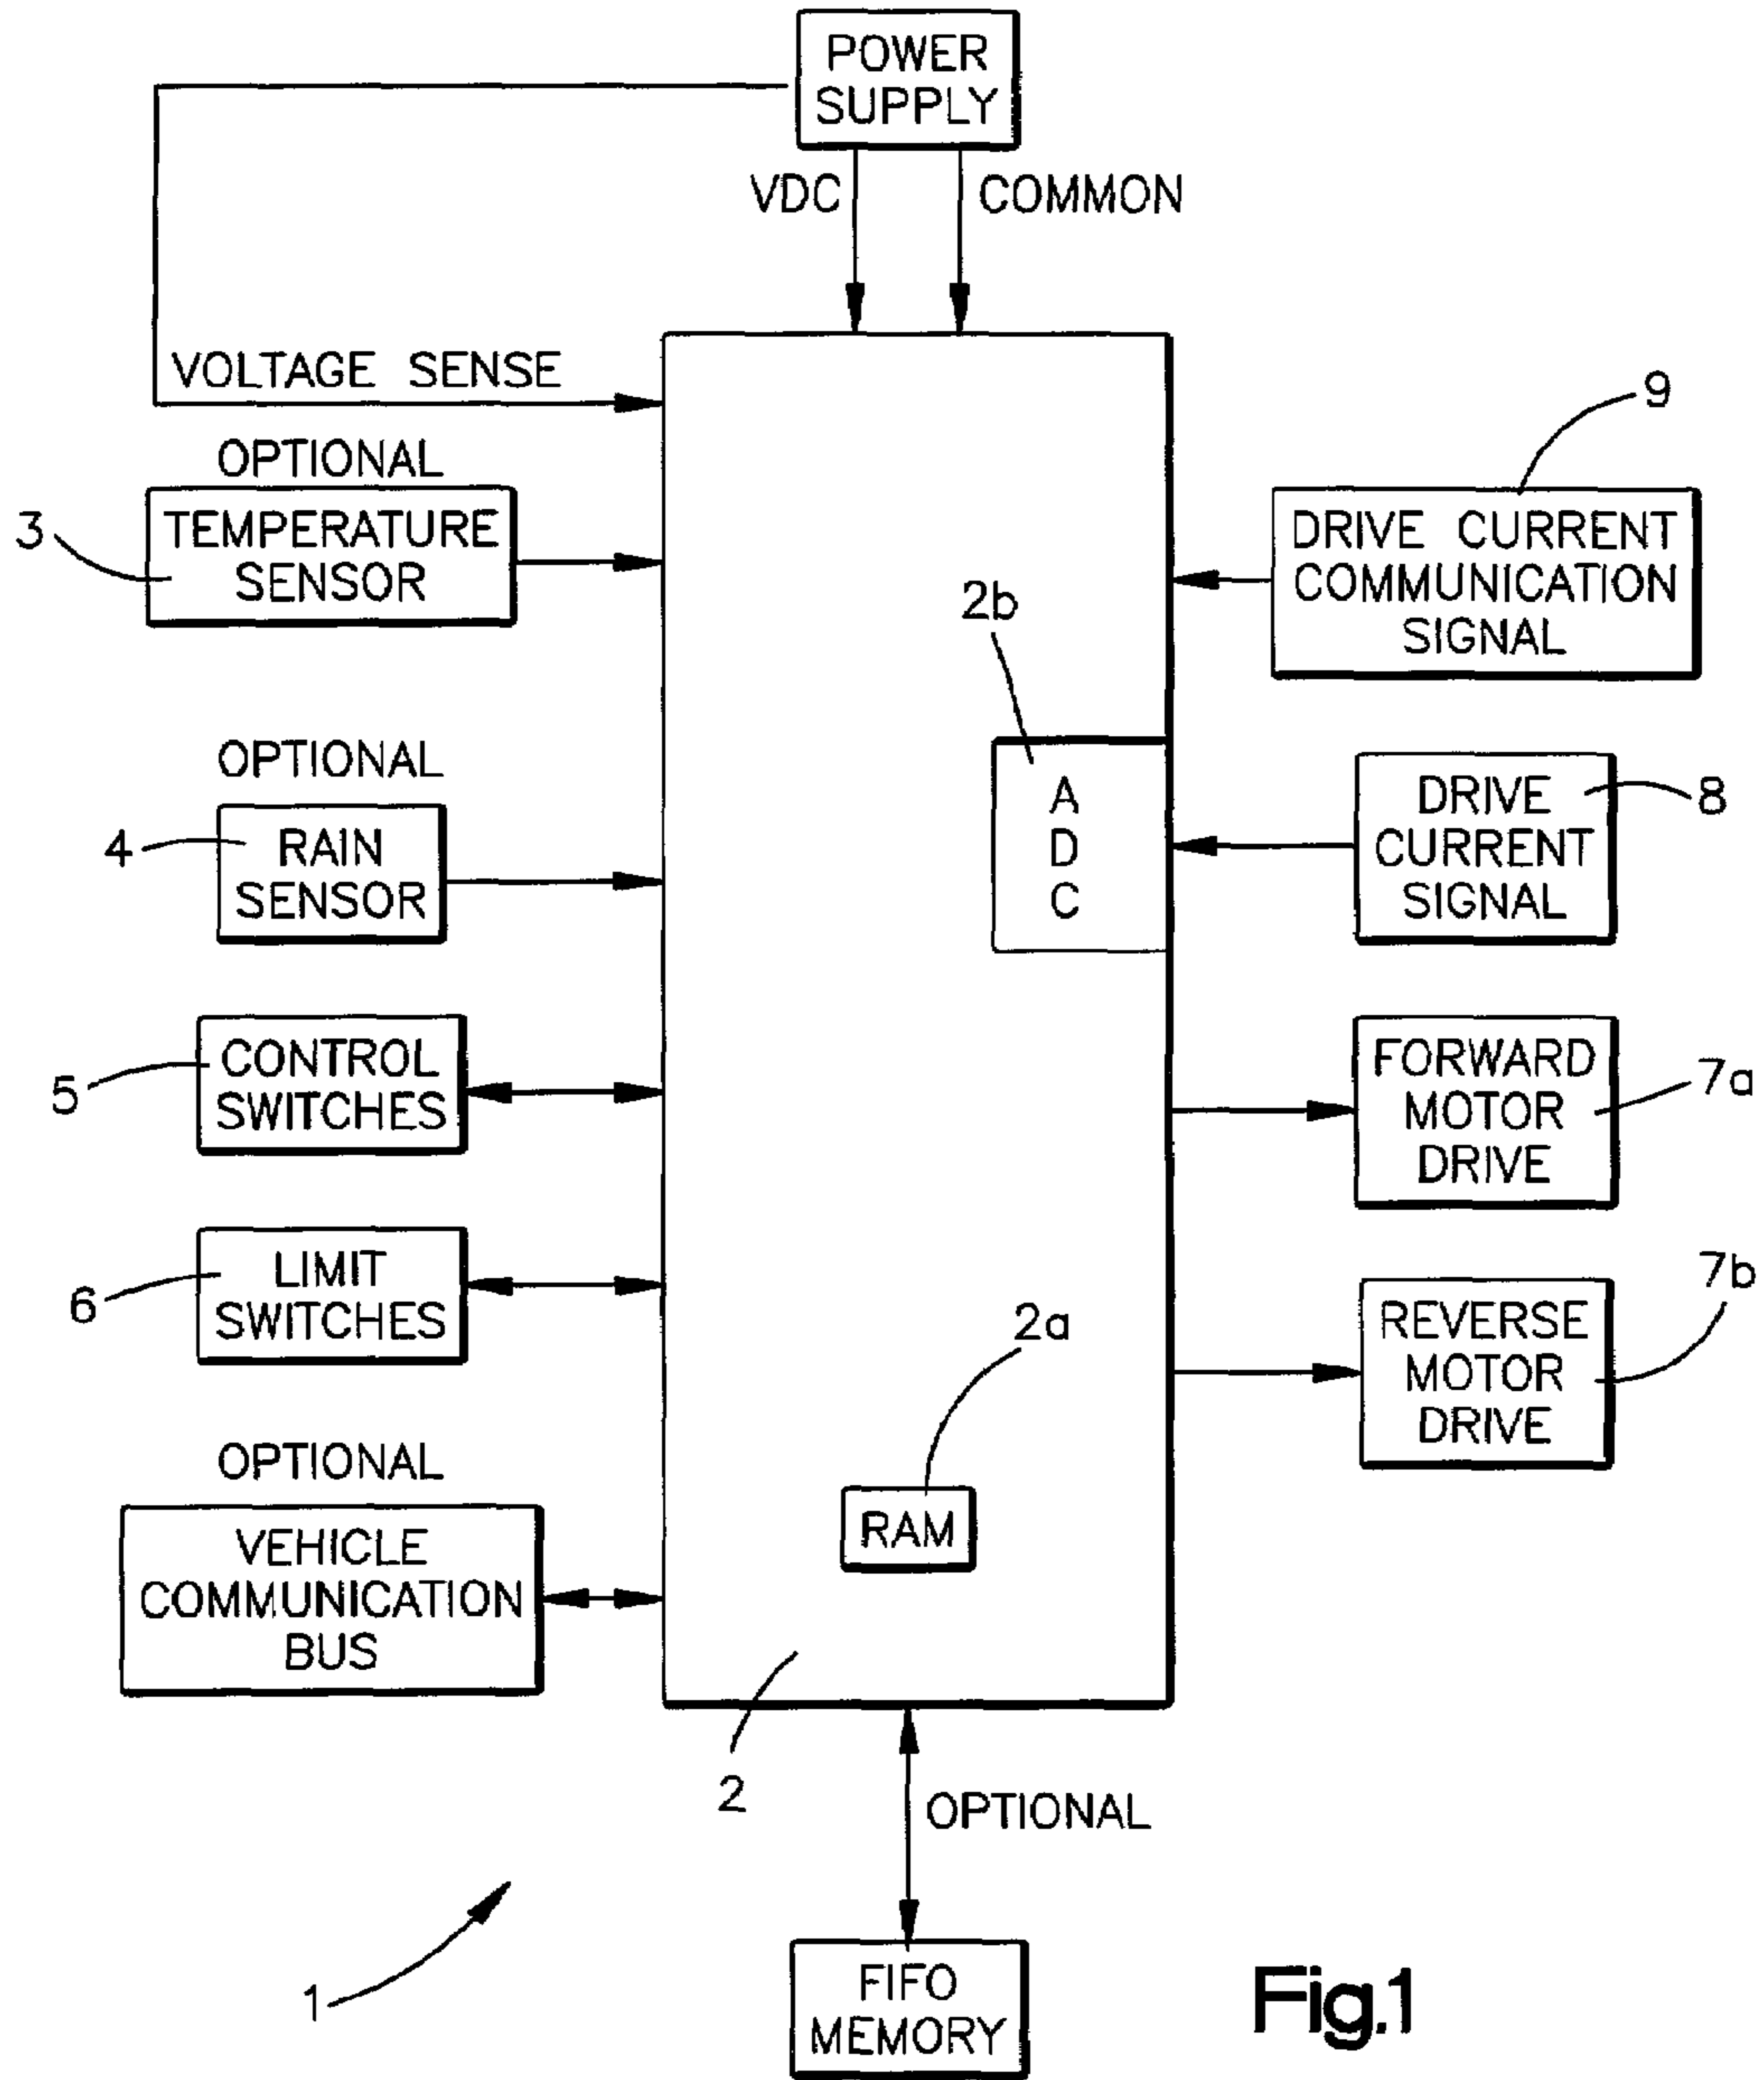 POWER
SUPPLY
VDC
COMMON
VOLTAGE SENSE
OPTIONAL
3
TEMPERATURE
SENSOR
9
DRIVE CURRENT
COMMUNICATION
SIGNAL
2b
OPTIONAL
4
RAIN
SENSOR
A
D
C
DRIVE
CURRENT
SIGNAL
8
5
CONTROL
SWITCHES
FORWARD
MOTOR
DRIVE
7a
6
LIMIT
SWITCHES
REVERSE
MOTOR
DRIVE
7b
2a
RAM
OPTIONAL
VEHICLE
COMMUNICATION
BUS
2
OPTIONAL
1
FIFO
MEMORY
Fig.1